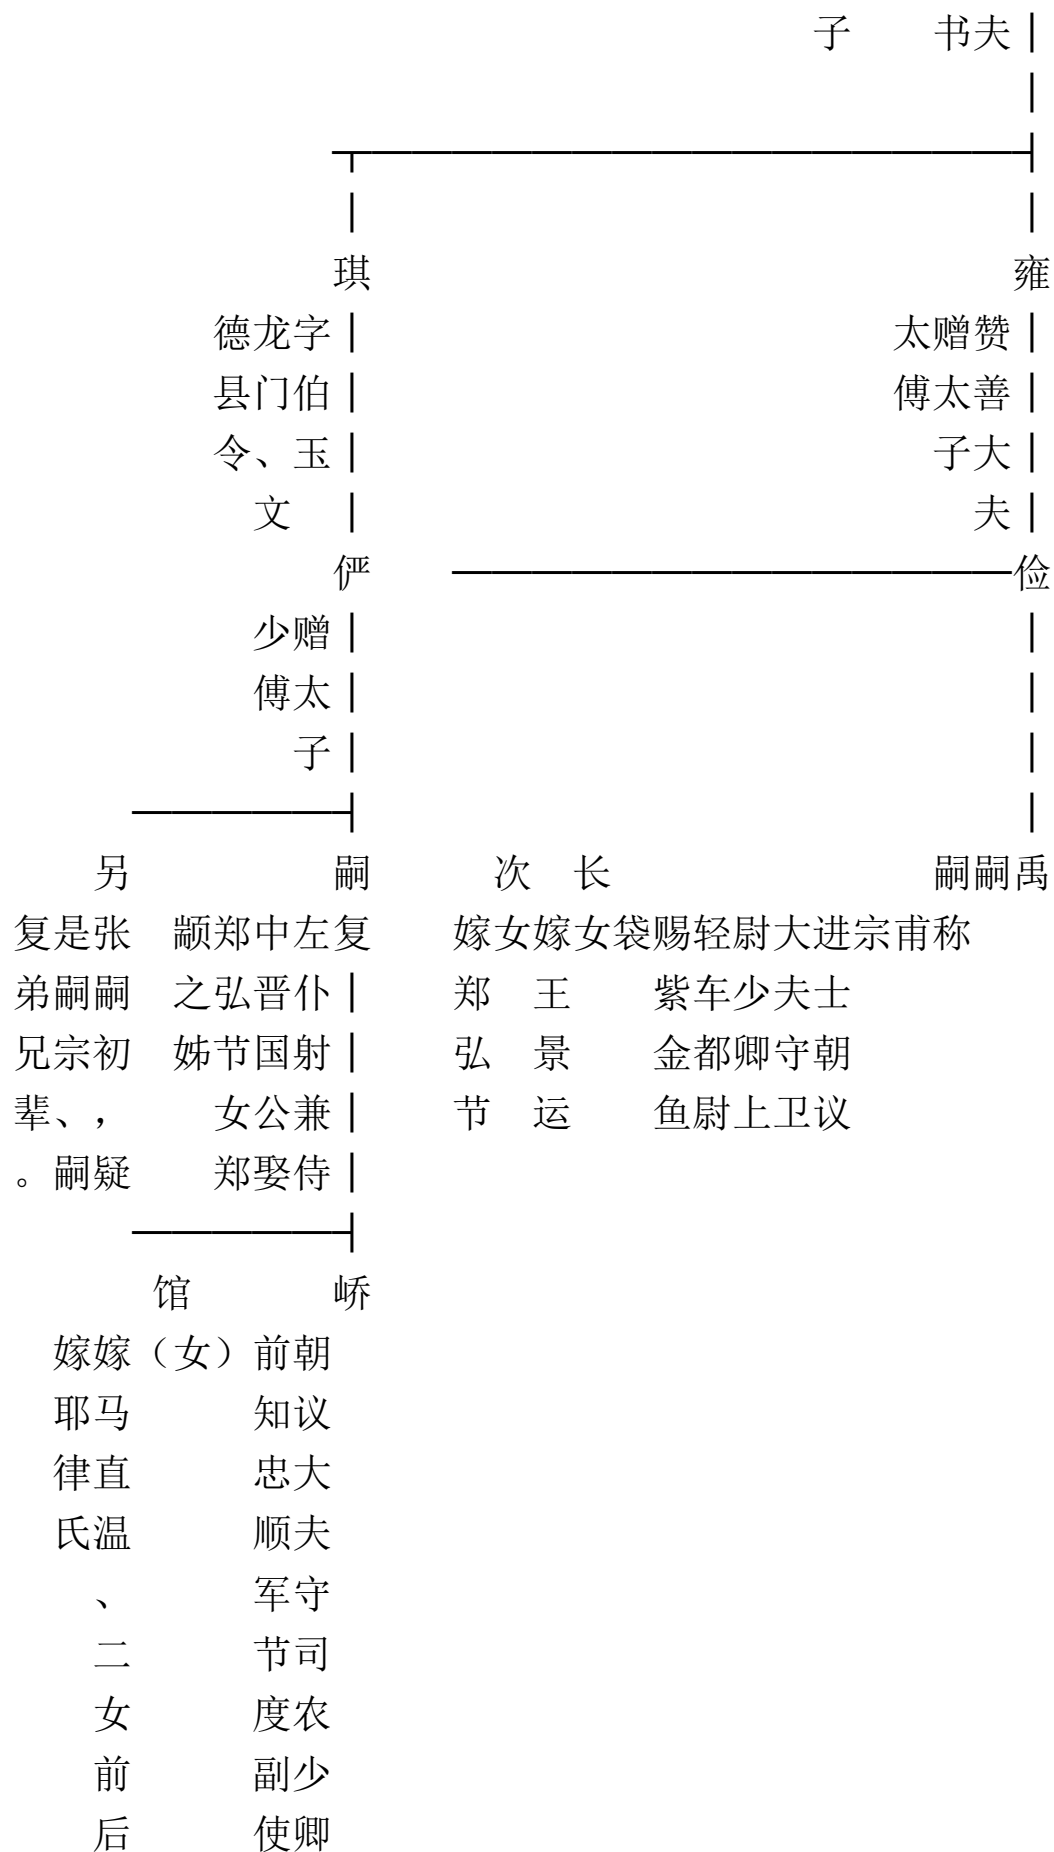 夫
书
子
雍
赞善大夫
赠太子
太傅
琪
字伯玉
龙门、文
德县令
俭
俨
赠太子
少傅
禹
嗣
嗣称
甫
宗
进士朝议
大夫守卫
尉少卿上
轻车都尉
赐紫金鱼
袋
长女
嫁王景运
次女
嫁郑弘节
嗣复
左仆射兼侍
中晋国公娶
郑弘节女郑
颛之姊
另张嗣初，疑
是嗣宗、嗣
复弟兄辈。
峤
朝议大夫守司农少卿
前知忠顺军节度副使
馆（女）
嫁马直温、二女前后
嫁耶律氏